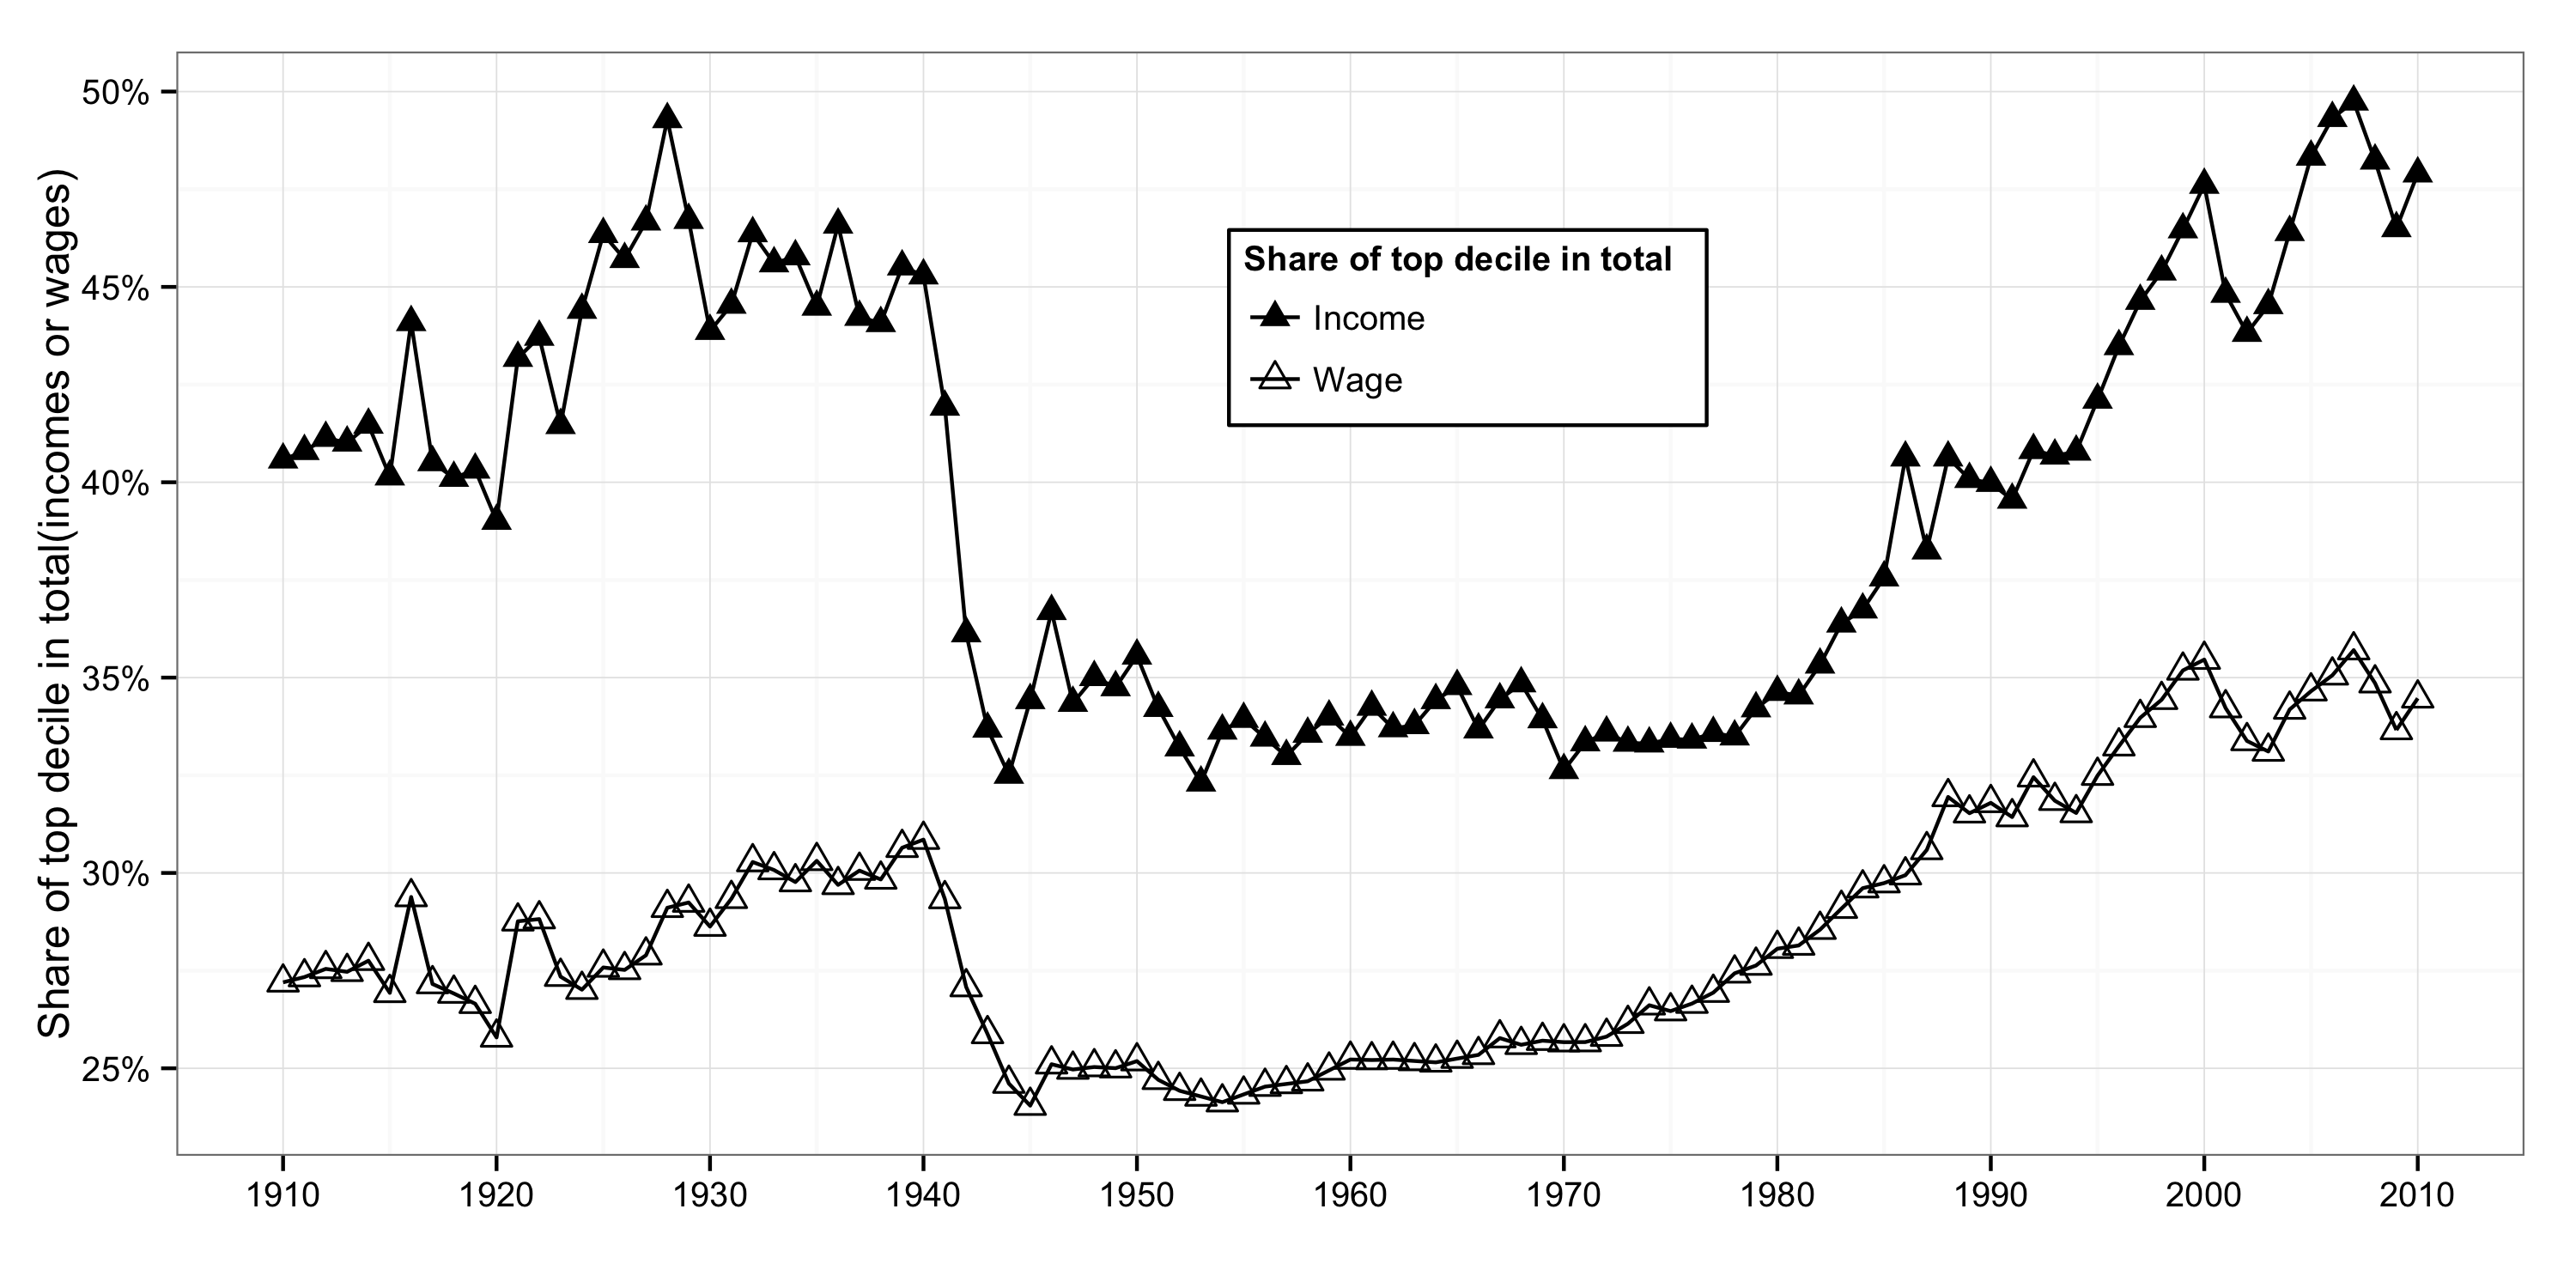 Share of top decile in total(incomes or wages)
50%
45%
40%
35%
30%
25%
Share of top decile in total
Income
Wage
1910 1920 1930 1940 1950 1960 1970 1980 1990 2000 2010